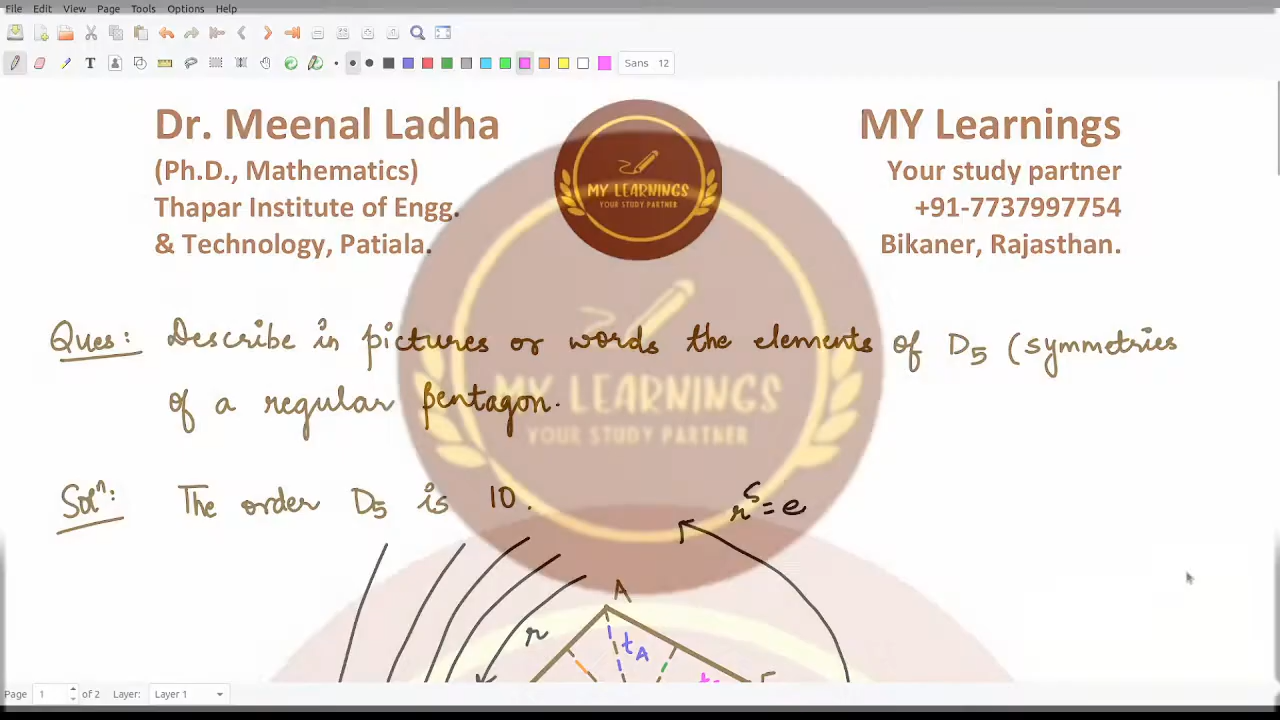 File Edit View Page Tools Options Help
Sans 12
Dr. Meenal Ladha
(Ph.D., Mathematics)
Thapar Institute of Engg.
& Technology, Patiala.
MY LEARNINGS
YOUR STUDY PARTNER
MY Learnings
Your study partner
+91-7737997754
Bikaner, Rajasthan.
Ques: Describe in pictures or words the elements of D5 (symmetries
of a regular pentagon.
MY LEARNINGS
YOUR STUDY PARTNER
Solⁿ: The order D5 is 10.
r⁵ = e
A
r
tA
Page 1 of 2 Layer: Layer 1